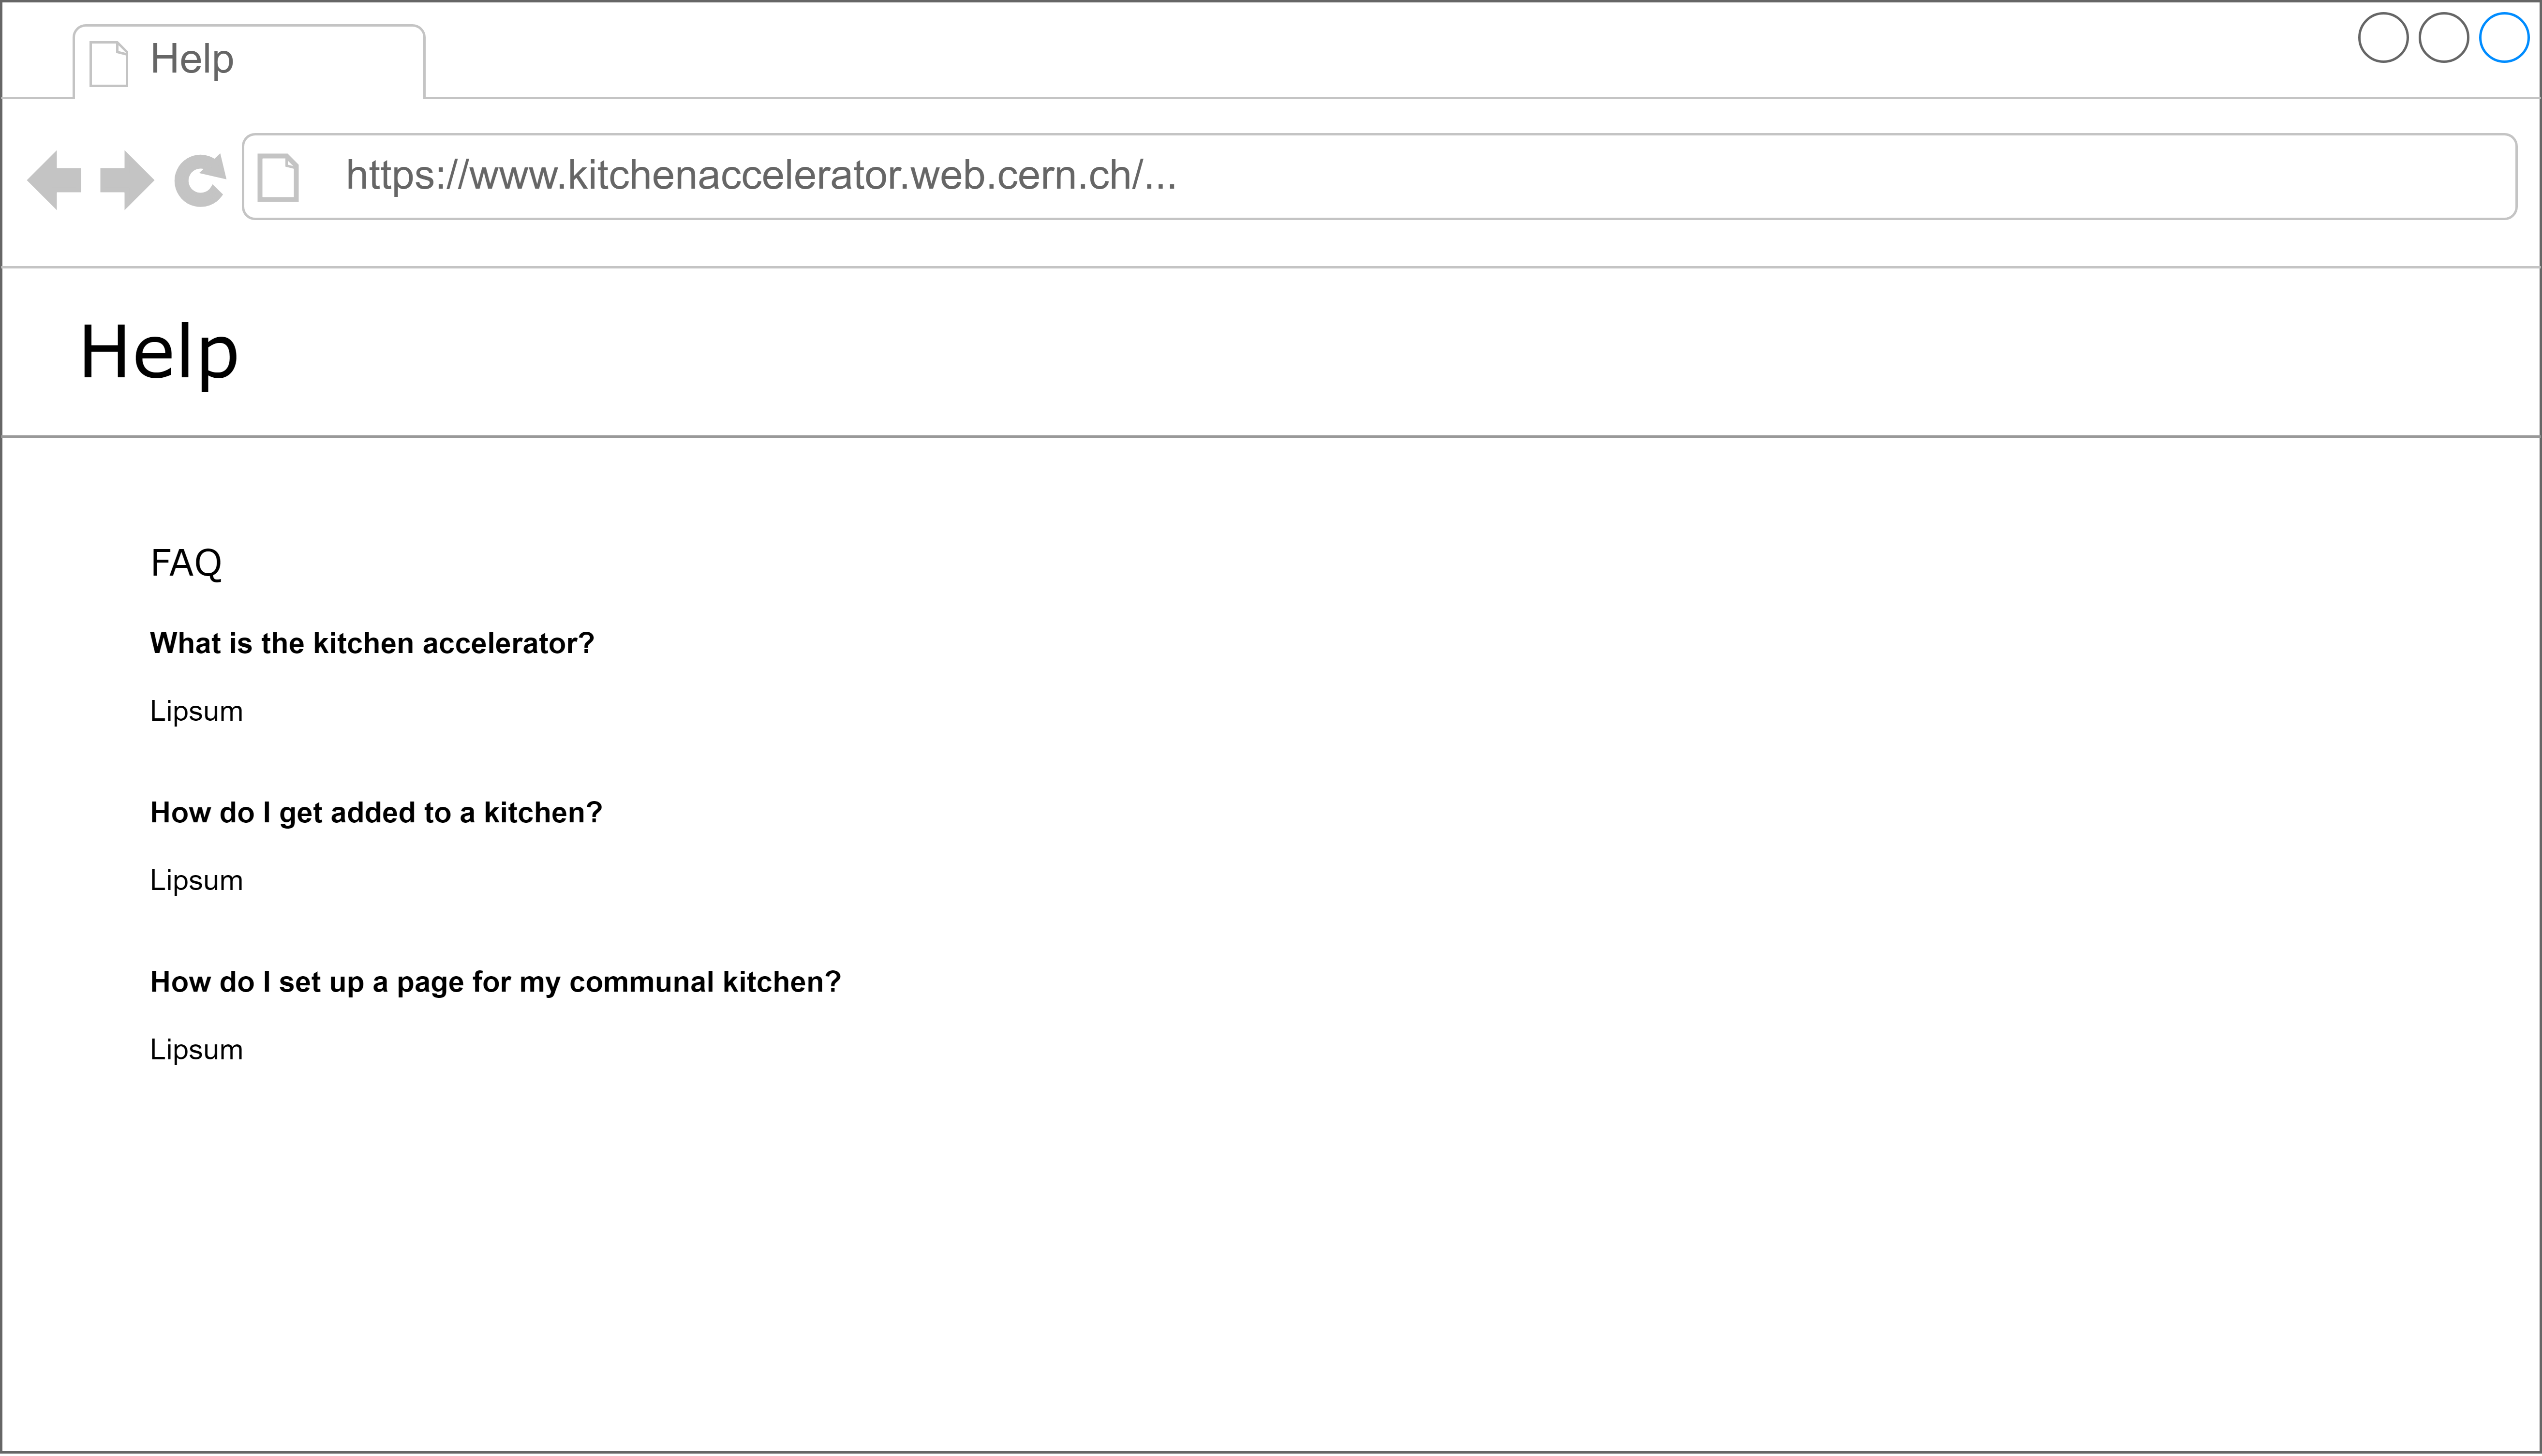 Help
https://www.kitchenaccelerator.web.cern.ch/...
Help
FAQ
What is the kitchen accelerator?
Lipsum
How do I get added to a kitchen?
Lipsum
How do I set up a page for my communal kitchen?
Lipsum